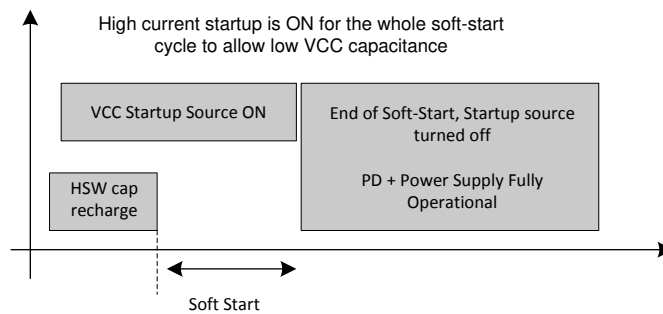 High current startup is ON for the whole soft-start
cycle to allow low VCC capacitance
VCC Startup Source ON
End of Soft-Start, Startup source
turned off
PD + Power Supply Fully
Operational
HSW cap
recharge
Soft Start